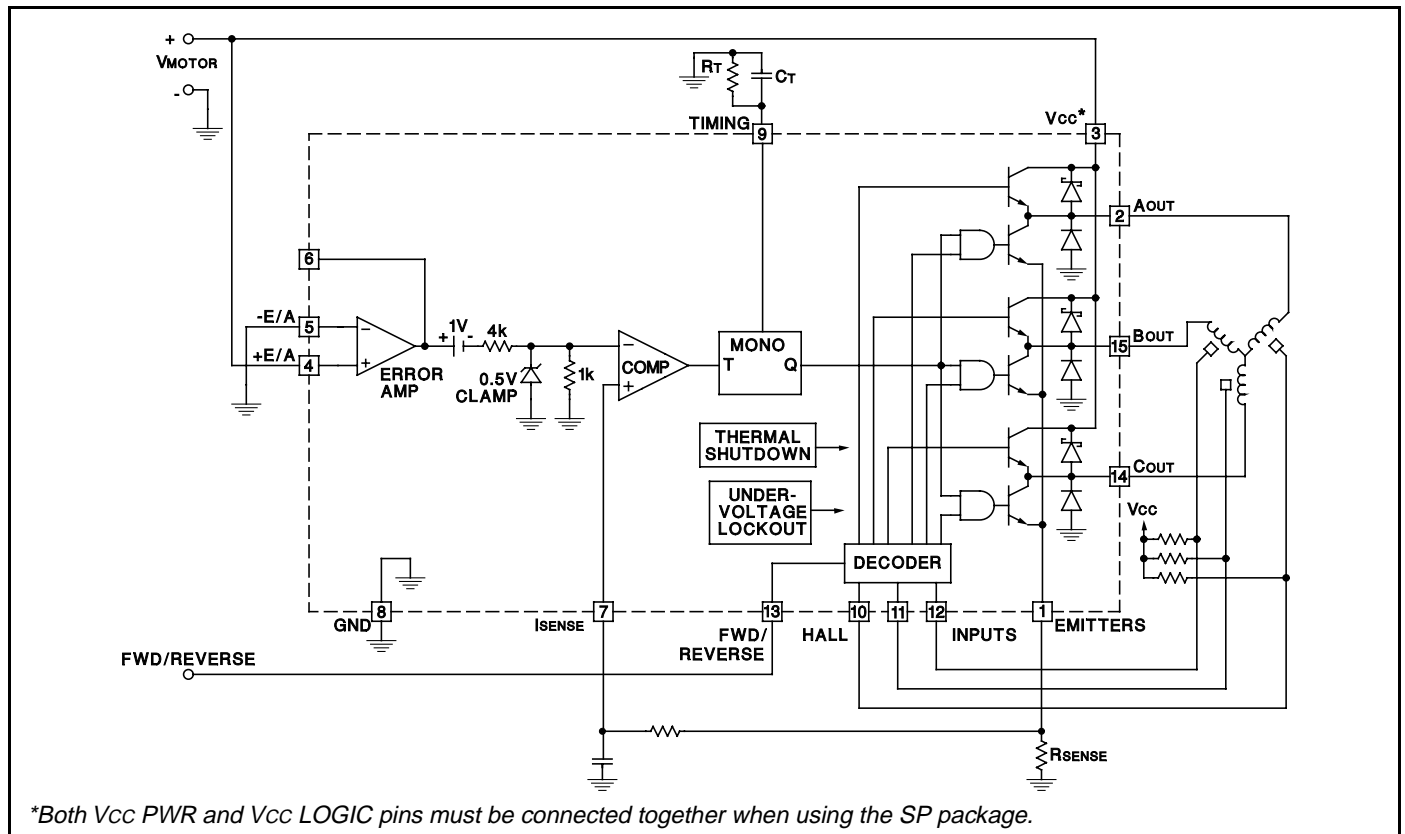 +
VMOTOR
-
RT
CT
TIMING
9
VCC*
3
AOUT
2
6
-E/A
5
+E/A
4
ERROR
AMP
+ 1V -
4k
0.5V
CLAMP
1k
-
+
COMP
MONO
T Q
BOUT
15
THERMAL
SHUTDOWN
UNDER-
VOLTAGE
LOCKOUT
COUT
14
VCC
DECODER
GND
8
ISENSE
7
FWD/
REVERSE
13
HALL
10
11
12
INPUTS
1
EMITTERS
FWD/REVERSE
RSENSE
*Both VCC PWR and VCC LOGIC pins must be connected together when using the SP package.